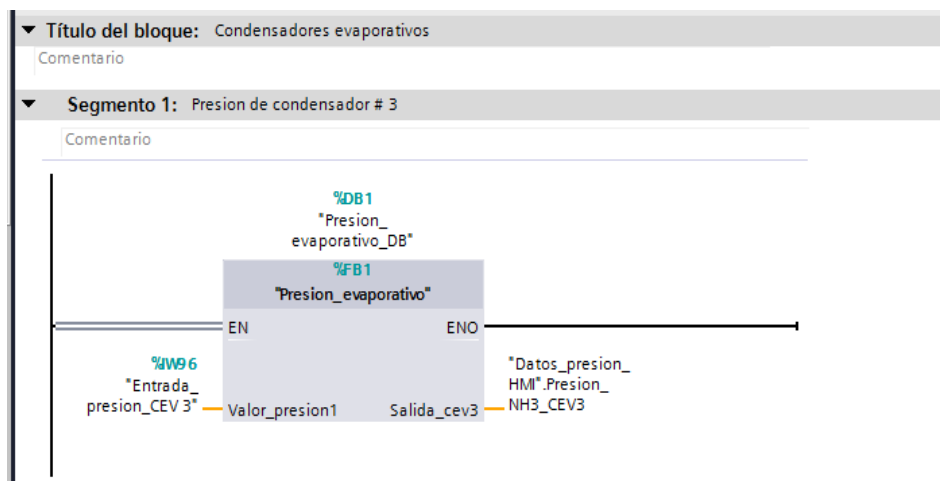 Título del bloque: Condensadores evaporativos
Comentario
Segmento 1: Presion de condensador # 3
Comentario
%DB1
"Presion_
evaporativo_DB"
%FB1
"Presion_evaporativo"
EN
ENO
%IW96
"Entrada_
presion_CEV 3"
Valor_presion1
Salida_cev3
"Datos_presion_
HMI".Presion_
NH3_CEV3